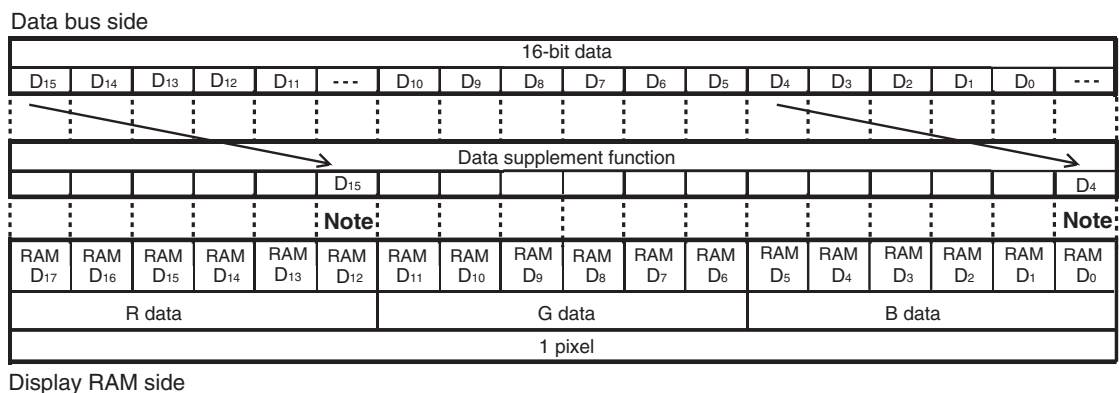 Data bus side
16-bit data
D15 D14 D13 D12 D11 --- D10 D9 D8 D7 D6 D5 D4 D3 D2 D1 D0 ---
Data supplement function
D15 D4
Note Note
RAM RAM RAM RAM RAM RAM RAM RAM RAM RAM RAM RAM RAM RAM RAM RAM RAM RAM
D17 D16 D15 D14 D13 D12 D11 D10 D9 D8 D7 D6 D5 D4 D3 D2 D1 D0
R data G data B data
1 pixel
Display RAM side